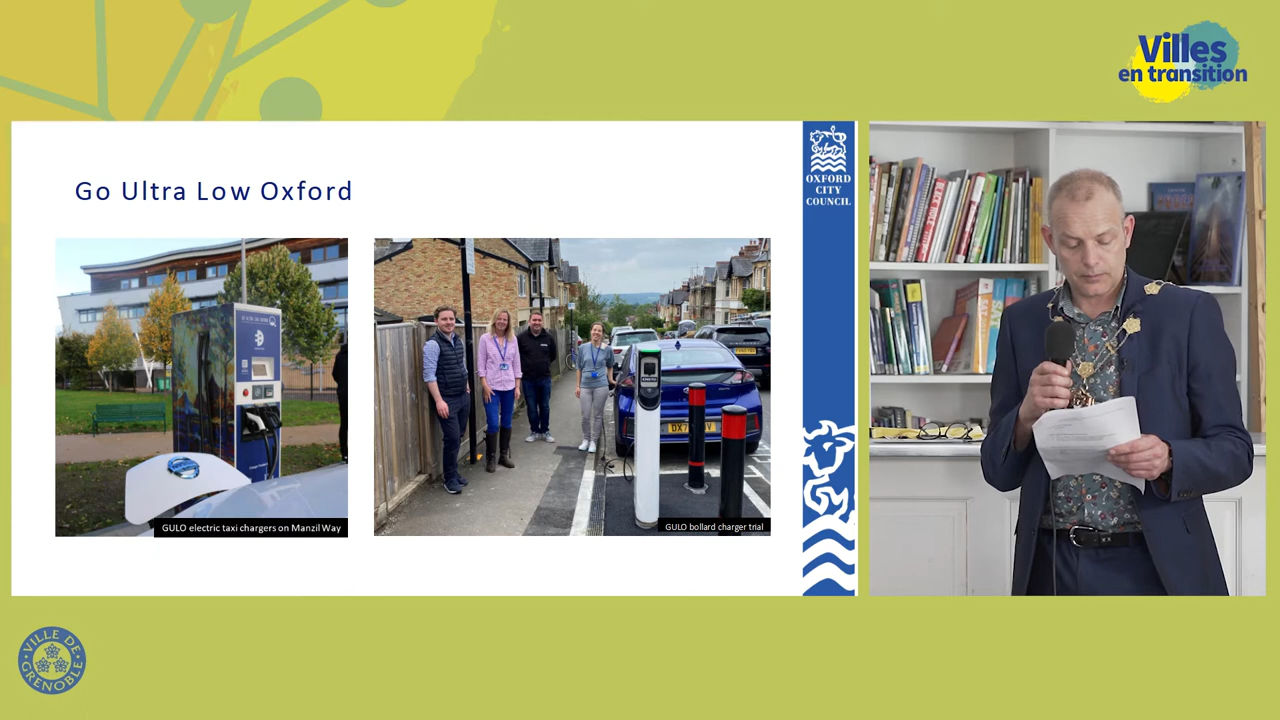 Villes
en transition
Go Ultra Low Oxford
OXFORD
CITY
COUNCIL
GULO electric taxi chargers on Manzil Way
GULO bollard charger trial
VILLE DE
GRENOBLE